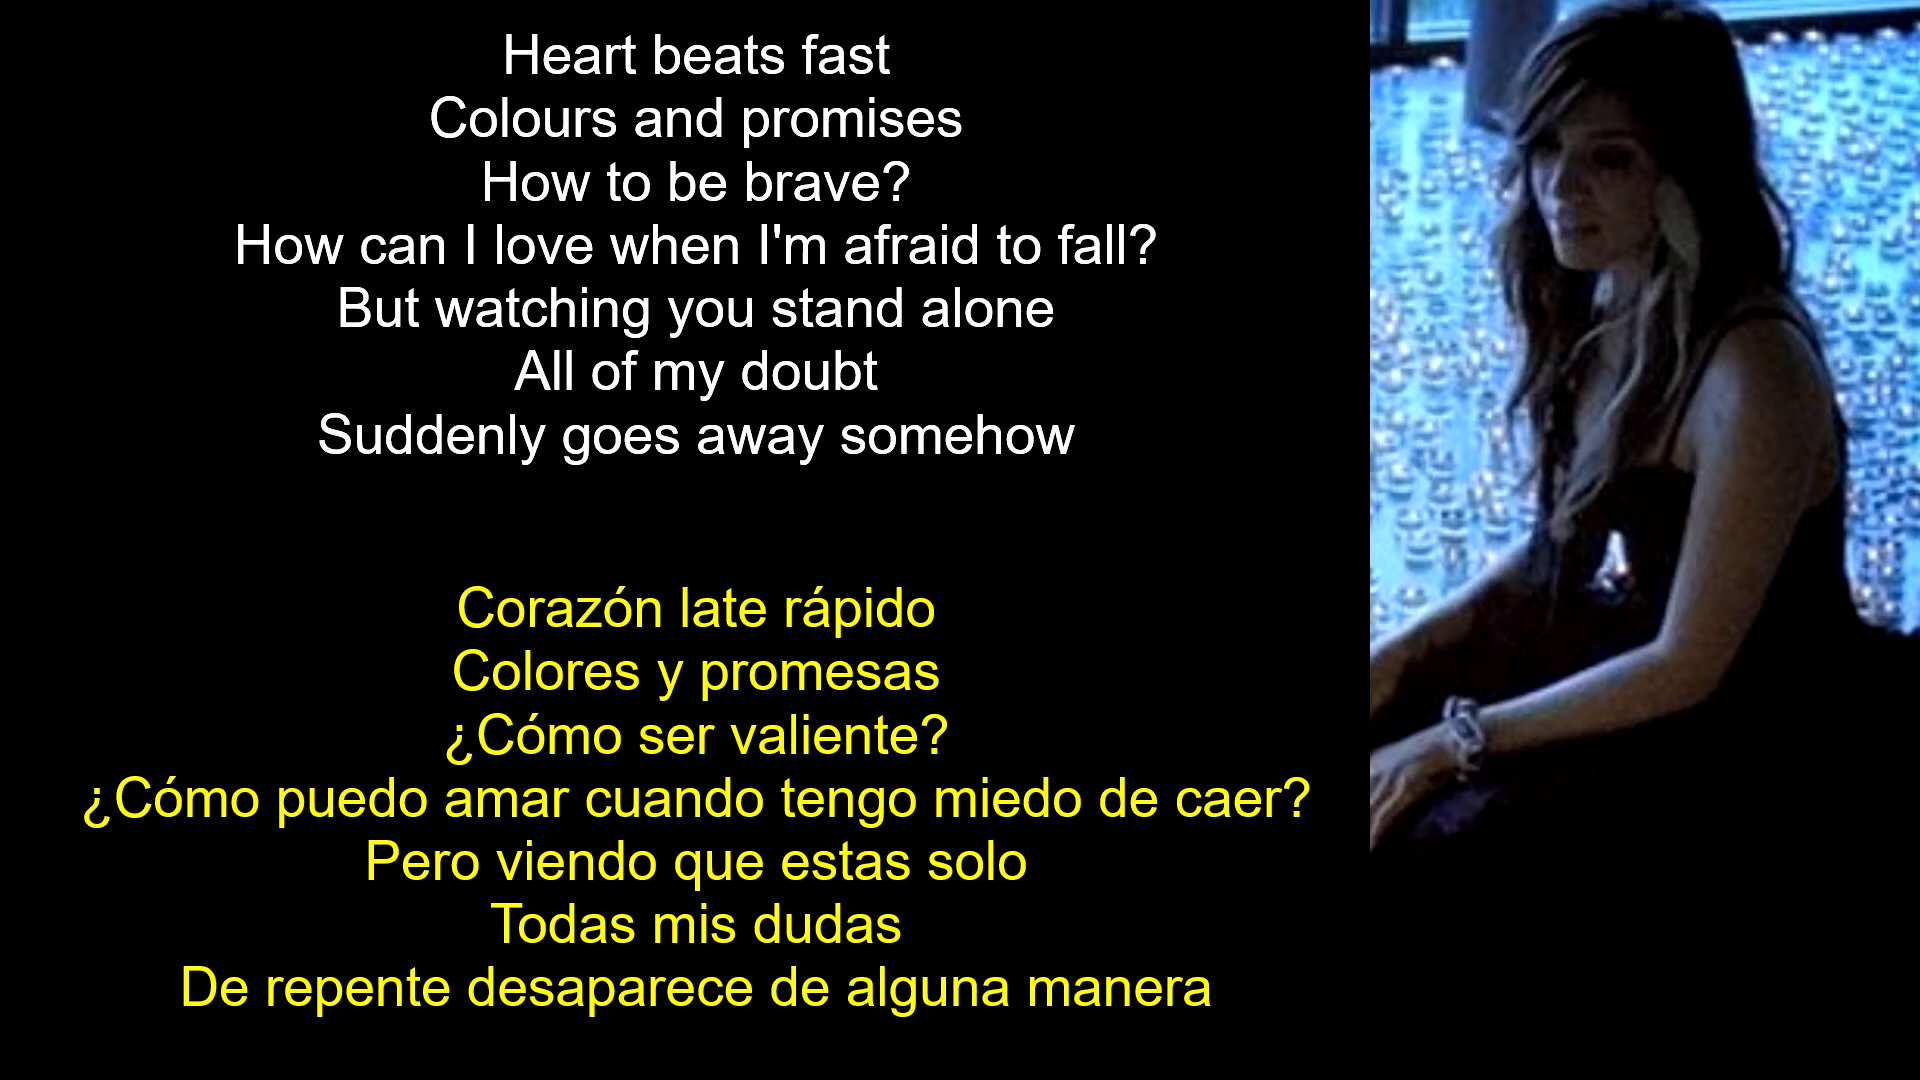 Heart beats fast
Colours and promises
How to be brave?
How can I love when I'm afraid to fall?
But watching you stand alone
All of my doubt
Suddenly goes away somehow
Corazón late rápido
Colores y promesas
¿Cómo ser valiente?
¿Cómo puedo amar cuando tengo miedo de caer?
Pero viendo que estas solo
Todas mis dudas
De repente desaparece de alguna manera